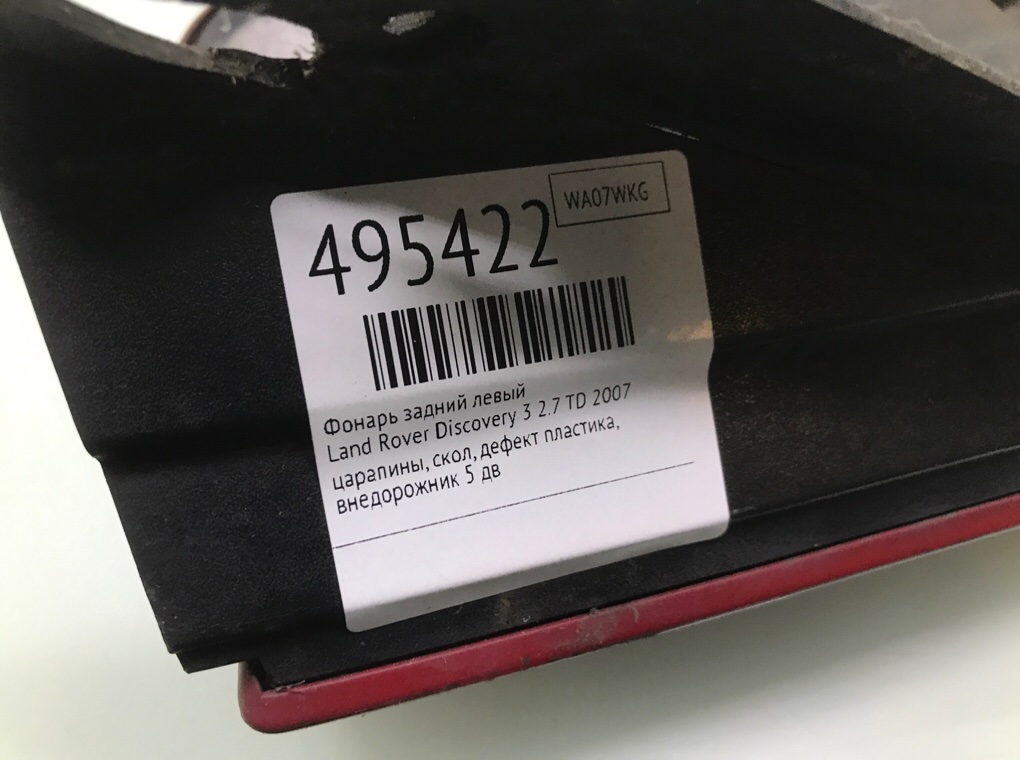 WA07WKG
495422
Фонарь задний левый
Land Rover Discovery 3 2.7 TD 2007
царапины, скол, дефект пластика,
внедорожник 5 дв